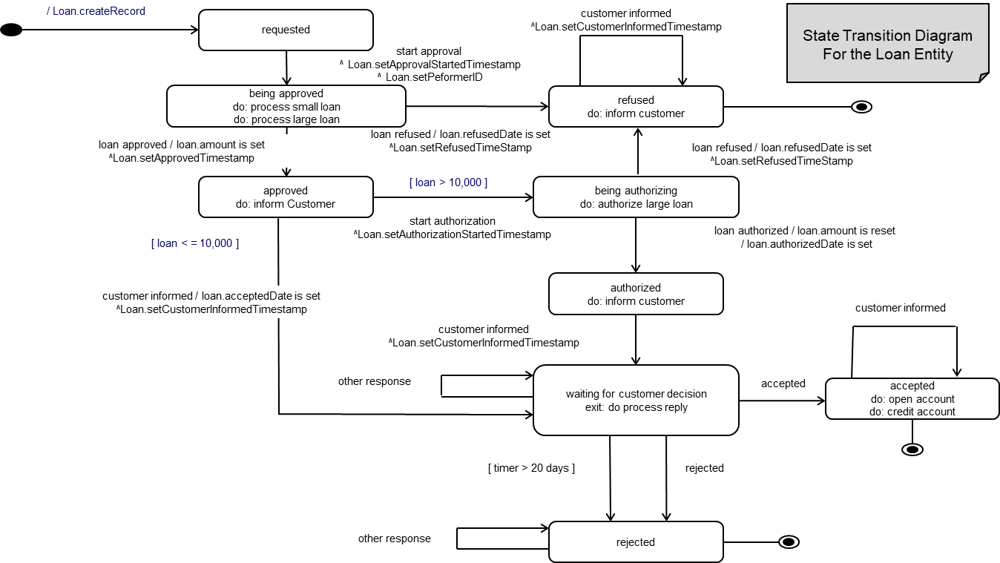 / Loan.createRecord
requested
customer informed
^Loan.setCustomerInformedTimestamp
State Transition Diagram
For the Loan Entity
start approval
^ Loan.setApprovalStartedTimestamp
^ Loan.setPeformerID
being approved
do: process small loan
do: process large loan
refused
do: inform customer
loan approved / loan.amount is set
^Loan.setApprovedTimestamp
loan refused / loan.refusedDate is set
^Loan.setRefusedTimeStamp
loan refused / loan.refusedDate is set
^Loan.setRefusedTimeStamp
approved
do: inform Customer
[ loan > 10,000 ]
being authorizing
do: authorize large loan
start authorization
^Loan.setAuthorizationStartedTimestamp
[ loan < = 10,000 ]
loan authorized / loan.amount is reset
/ loan.authorizedDate is set
authorized
do: inform customer
customer informed / loan.acceptedDate is set
^Loan.setCustomerInformedTimestamp
customer informed
customer informed
^Loan.setCustomerInformedTimestamp
other response
waiting for customer decision
exit: do process reply
accepted
accepted
do: open account
do: credit account
[ timer > 20 days ]
rejected
other response
rejected